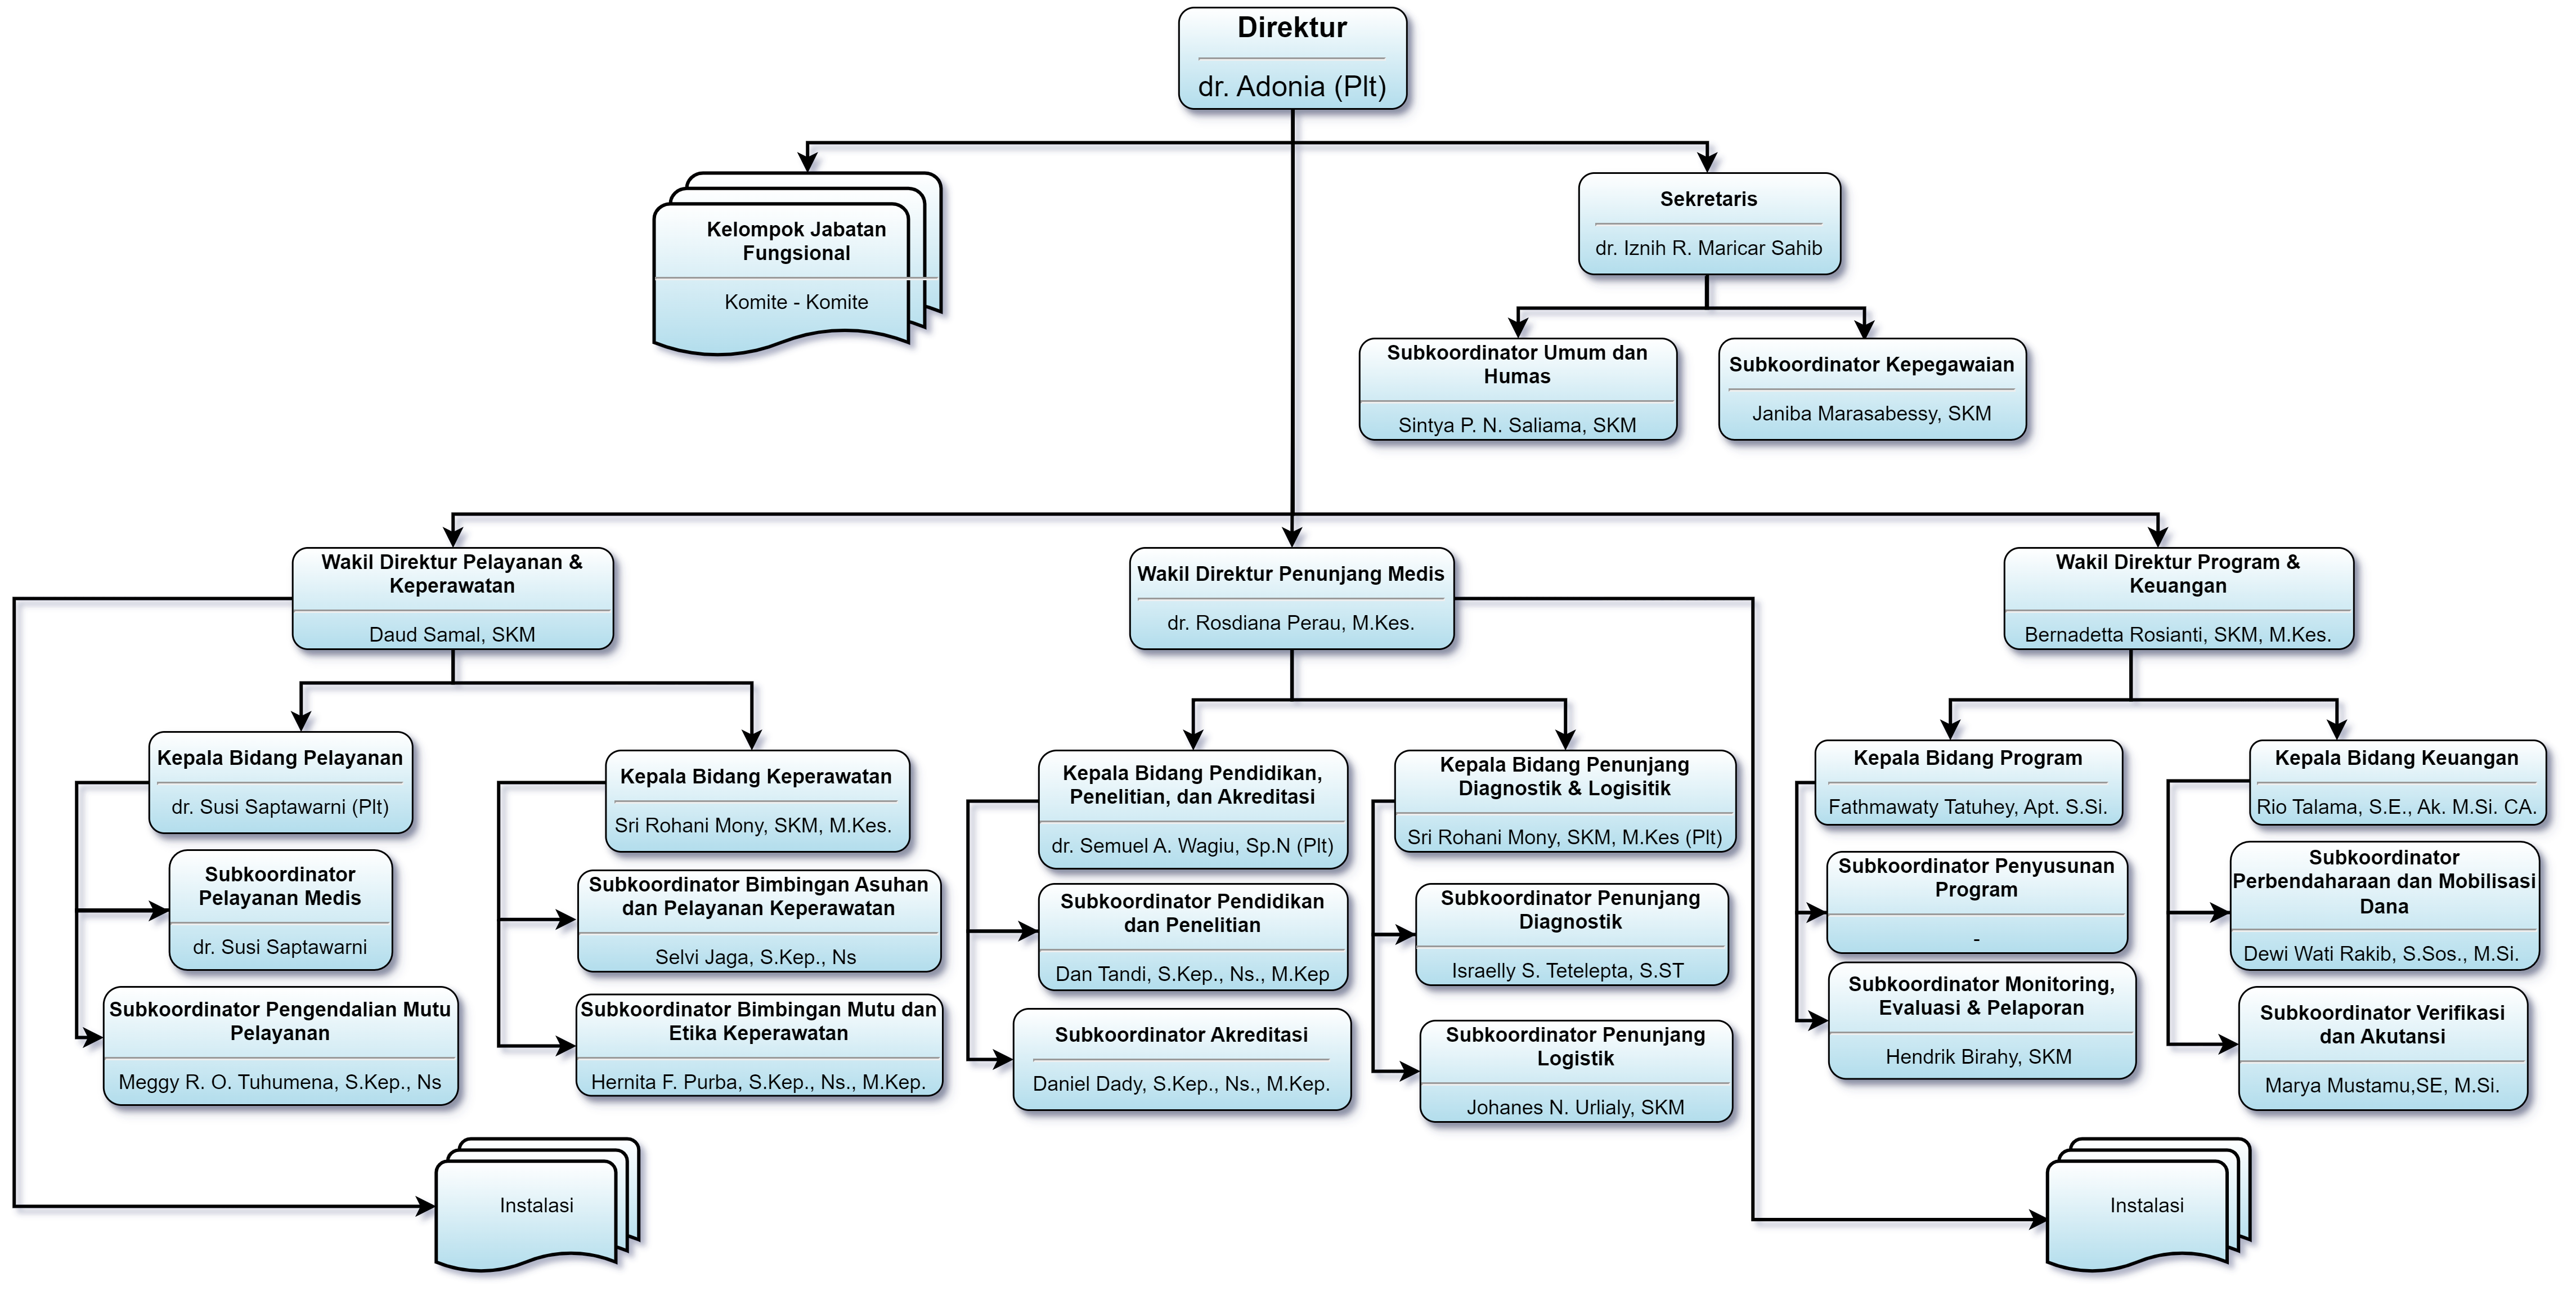 Direktur
dr. Adonia (Plt)
Kelompok Jabatan
Fungsional
Komite - Komite
Sekretaris
dr. Iznih R. Maricar Sahib
Subkoordinator Umum dan
Humas
Sintya P. N. Saliama, SKM
Subkoordinator Kepegawaian
Janiba Marasabessy, SKM
Wakil Direktur Pelayanan &
Keperawatan
Daud Samal, SKM
Wakil Direktur Penunjang Medis
dr. Rosdiana Perau, M.Kes.
Wakil Direktur Program &
Keuangan
Bernadetta Rosianti, SKM, M.Kes.
Kepala Bidang Pelayanan
dr. Susi Saptawarni (Plt)
Subkoordinator
Pelayanan Medis
dr. Susi Saptawarni
Subkoordinator Pengendalian Mutu
Pelayanan
Meggy R. O. Tuhumena, S.Kep., Ns
Kepala Bidang Keperawatan
Sri Rohani Mony, SKM, M.Kes.
Subkoordinator Bimbingan Asuhan
dan Pelayanan Keperawatan
Selvi Jaga, S.Kep., Ns
Subkoordinator Bimbingan Mutu dan
Etika Keperawatan
Hernita F. Purba, S.Kep., Ns., M.Kep.
Kepala Bidang Pendidikan,
Penelitian, dan Akreditasi
dr. Semuel A. Wagiu, Sp.N (Plt)
Subkoordinator Pendidikan
dan Penelitian
Dan Tandi, S.Kep., Ns., M.Kep
Subkoordinator Akreditasi
Daniel Dady, S.Kep., Ns., M.Kep.
Kepala Bidang Penunjang
Diagnostik & Logisitik
Sri Rohani Mony, SKM, M.Kes (Plt)
Subkoordinator Penunjang
Diagnostik
Israelly S. Tetelepta, S.ST
Subkoordinator Penunjang
Logistik
Johanes N. Urlialy, SKM
Kepala Bidang Program
Fathmawaty Tatuhey, Apt. S.Si.
Subkoordinator Penyusunan
Program
-
Subkoordinator Monitoring,
Evaluasi & Pelaporan
Hendrik Birahy, SKM
Kepala Bidang Keuangan
Rio Talama, S.E., Ak. M.Si. CA.
Subkoordinator
Perbendaharaan dan Mobilisasi
Dana
Dewi Wati Rakib, S.Sos., M.Si.
Subkoordinator Verifikasi
dan Akutansi
Marya Mustamu,SE, M.Si.
Instalasi
Instalasi